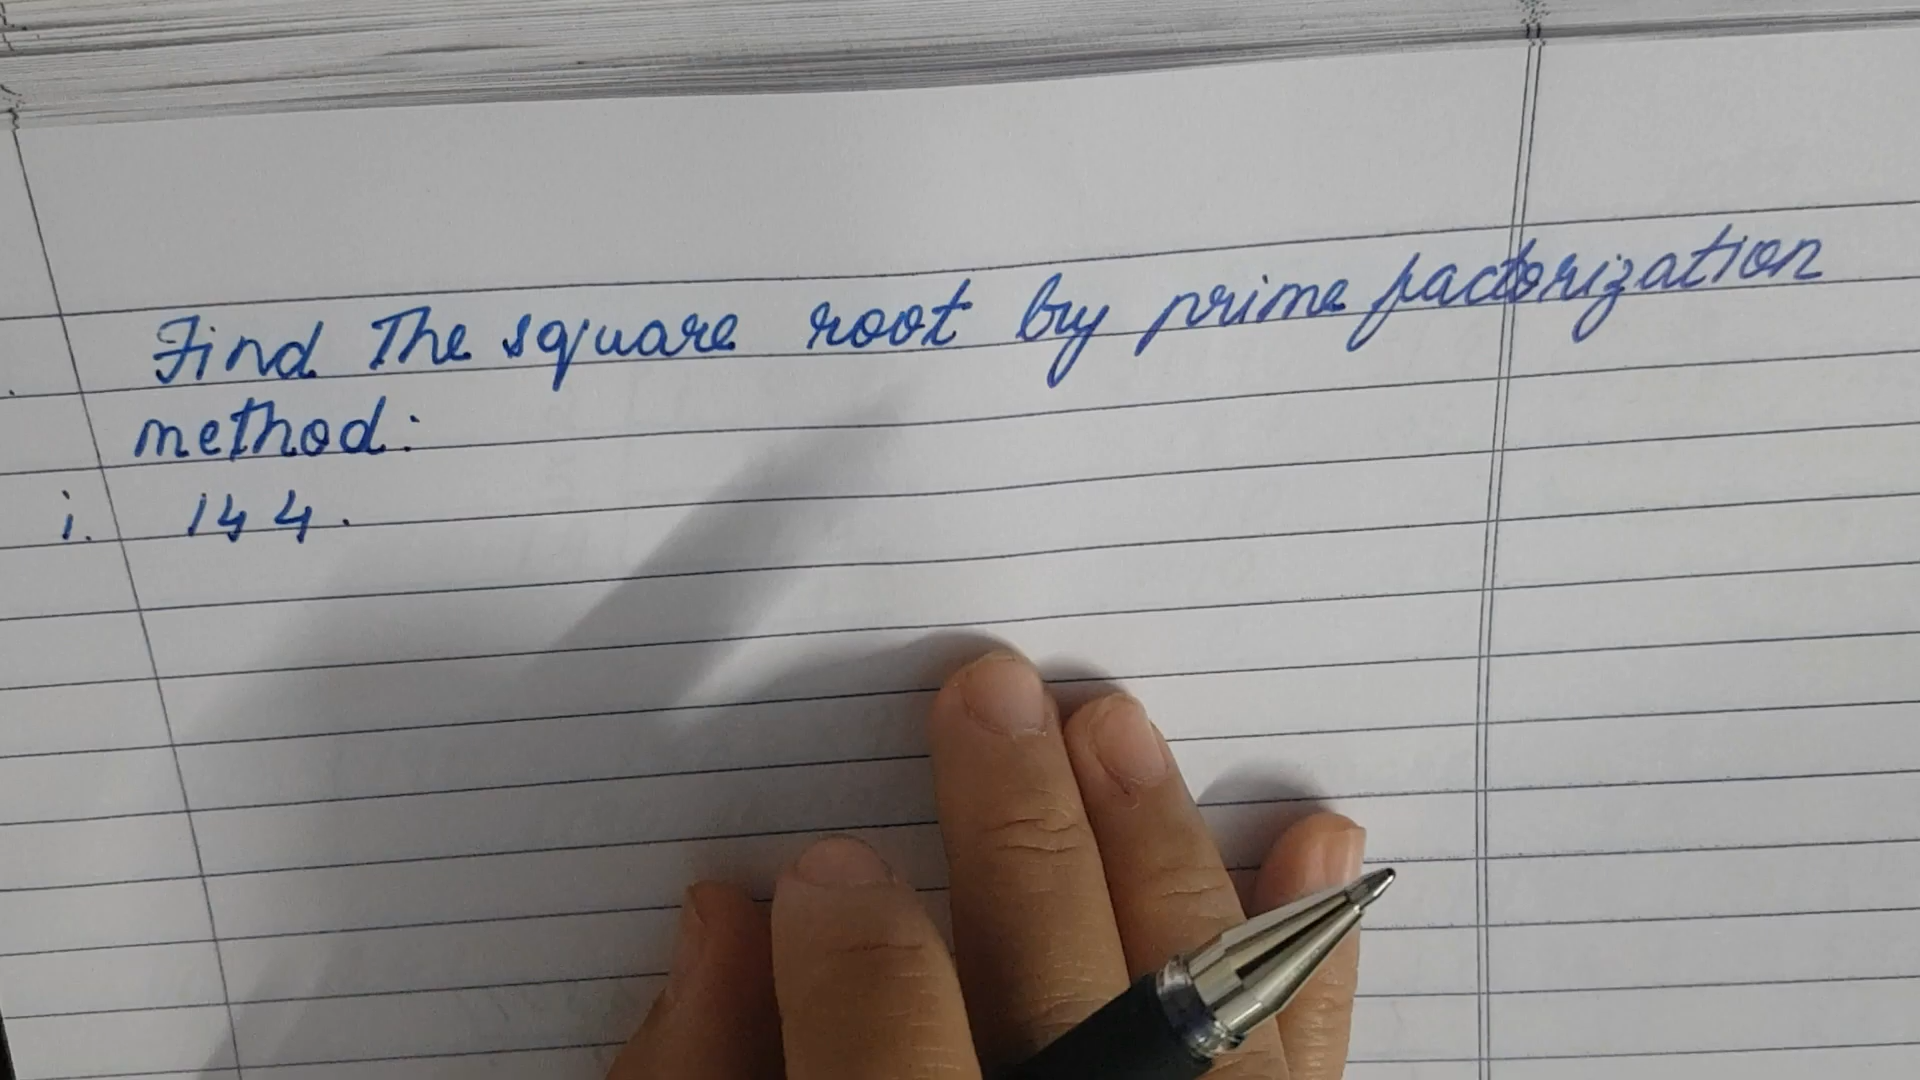 Find The square root by prime factorization
method:
i. 144.